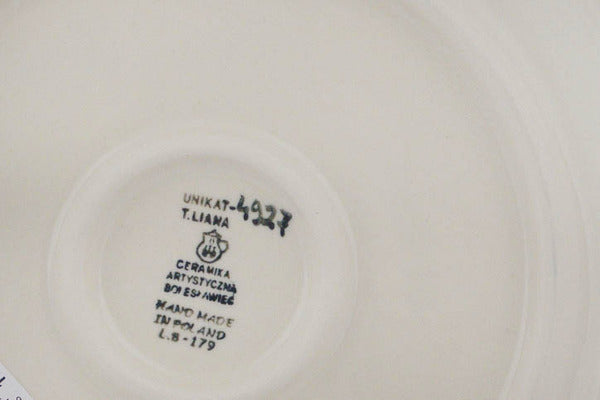 UNIKAT-4927
T. LIANA
CERAMIKA
ARTYSTYCZNA
BOLESŁAWIEC
HAND MADE
IN POLAND
L.B-179